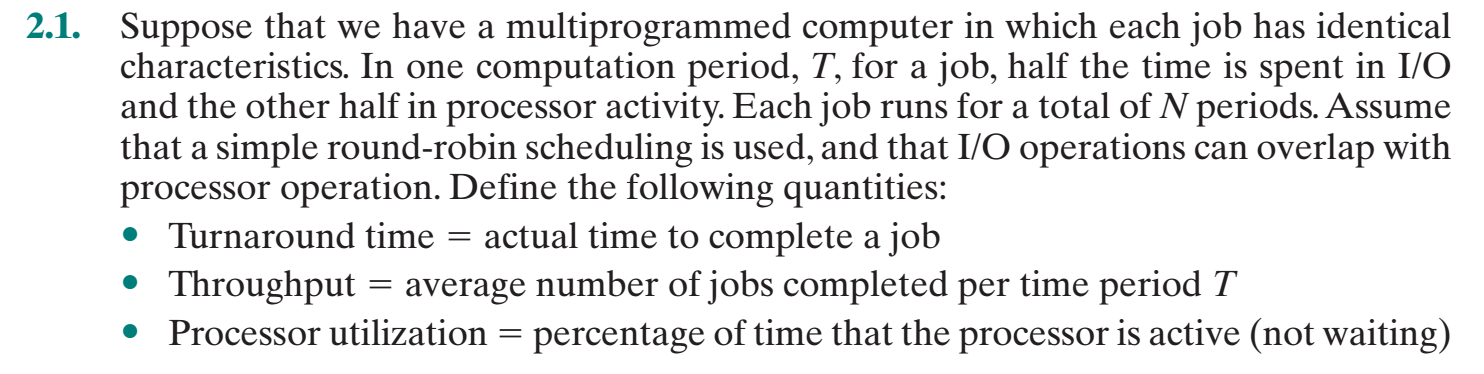 2.1. Suppose that we have a multiprogrammed computer in which each job has identical
characteristics. In one computation period, T, for a job, half the time is spent in I/O
and the other half in processor activity. Each job runs for a total of N periods. Assume
that a simple round-robin scheduling is used, and that I/O operations can overlap with
processor operation. Define the following quantities:
• Turnaround time = actual time to complete a job
• Throughput = average number of jobs completed per time period T
• Processor utilization = percentage of time that the processor is active (not waiting)